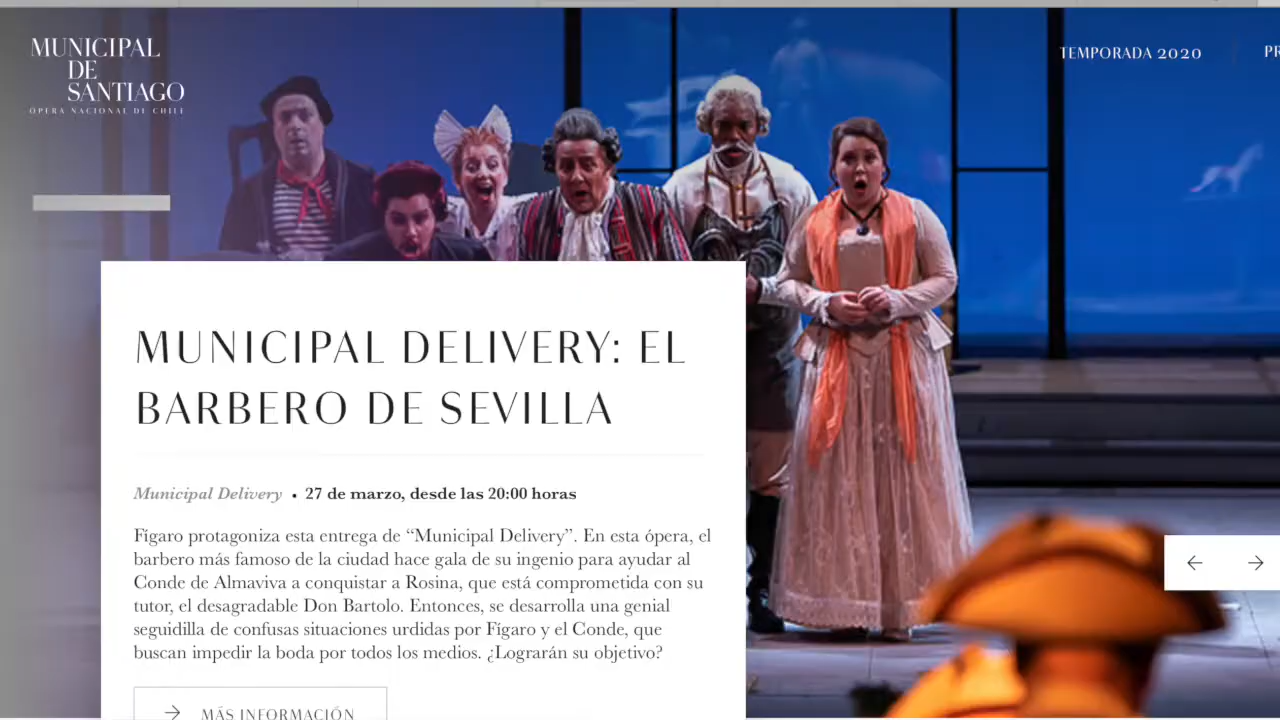 MUNICIPAL
DE
SANTIAGO
ÓPERA NACIONAL DE CHILE
TEMPORADA 2020
MUNICIPAL DELIVERY: EL
BARBERO DE SEVILLA
Municipal Delivery • 27 de marzo, desde las 20:00 horas
Fígaro protagoniza esta entrega de “Municipal Delivery”. En esta ópera, el
barbero más famoso de la ciudad hace gala de su ingenio para ayudar al
Conde de Almaviva a conquistar a Rosina, que está comprometida con su
tutor, el desagradable Don Bartolo. Entonces, se desarrolla una genial
seguidilla de confusas situaciones urdidas por Fígaro y el Conde, que
buscan impedir la boda por todos los medios. ¿Lograrán su objetivo?
MÁS INFORMACIÓN